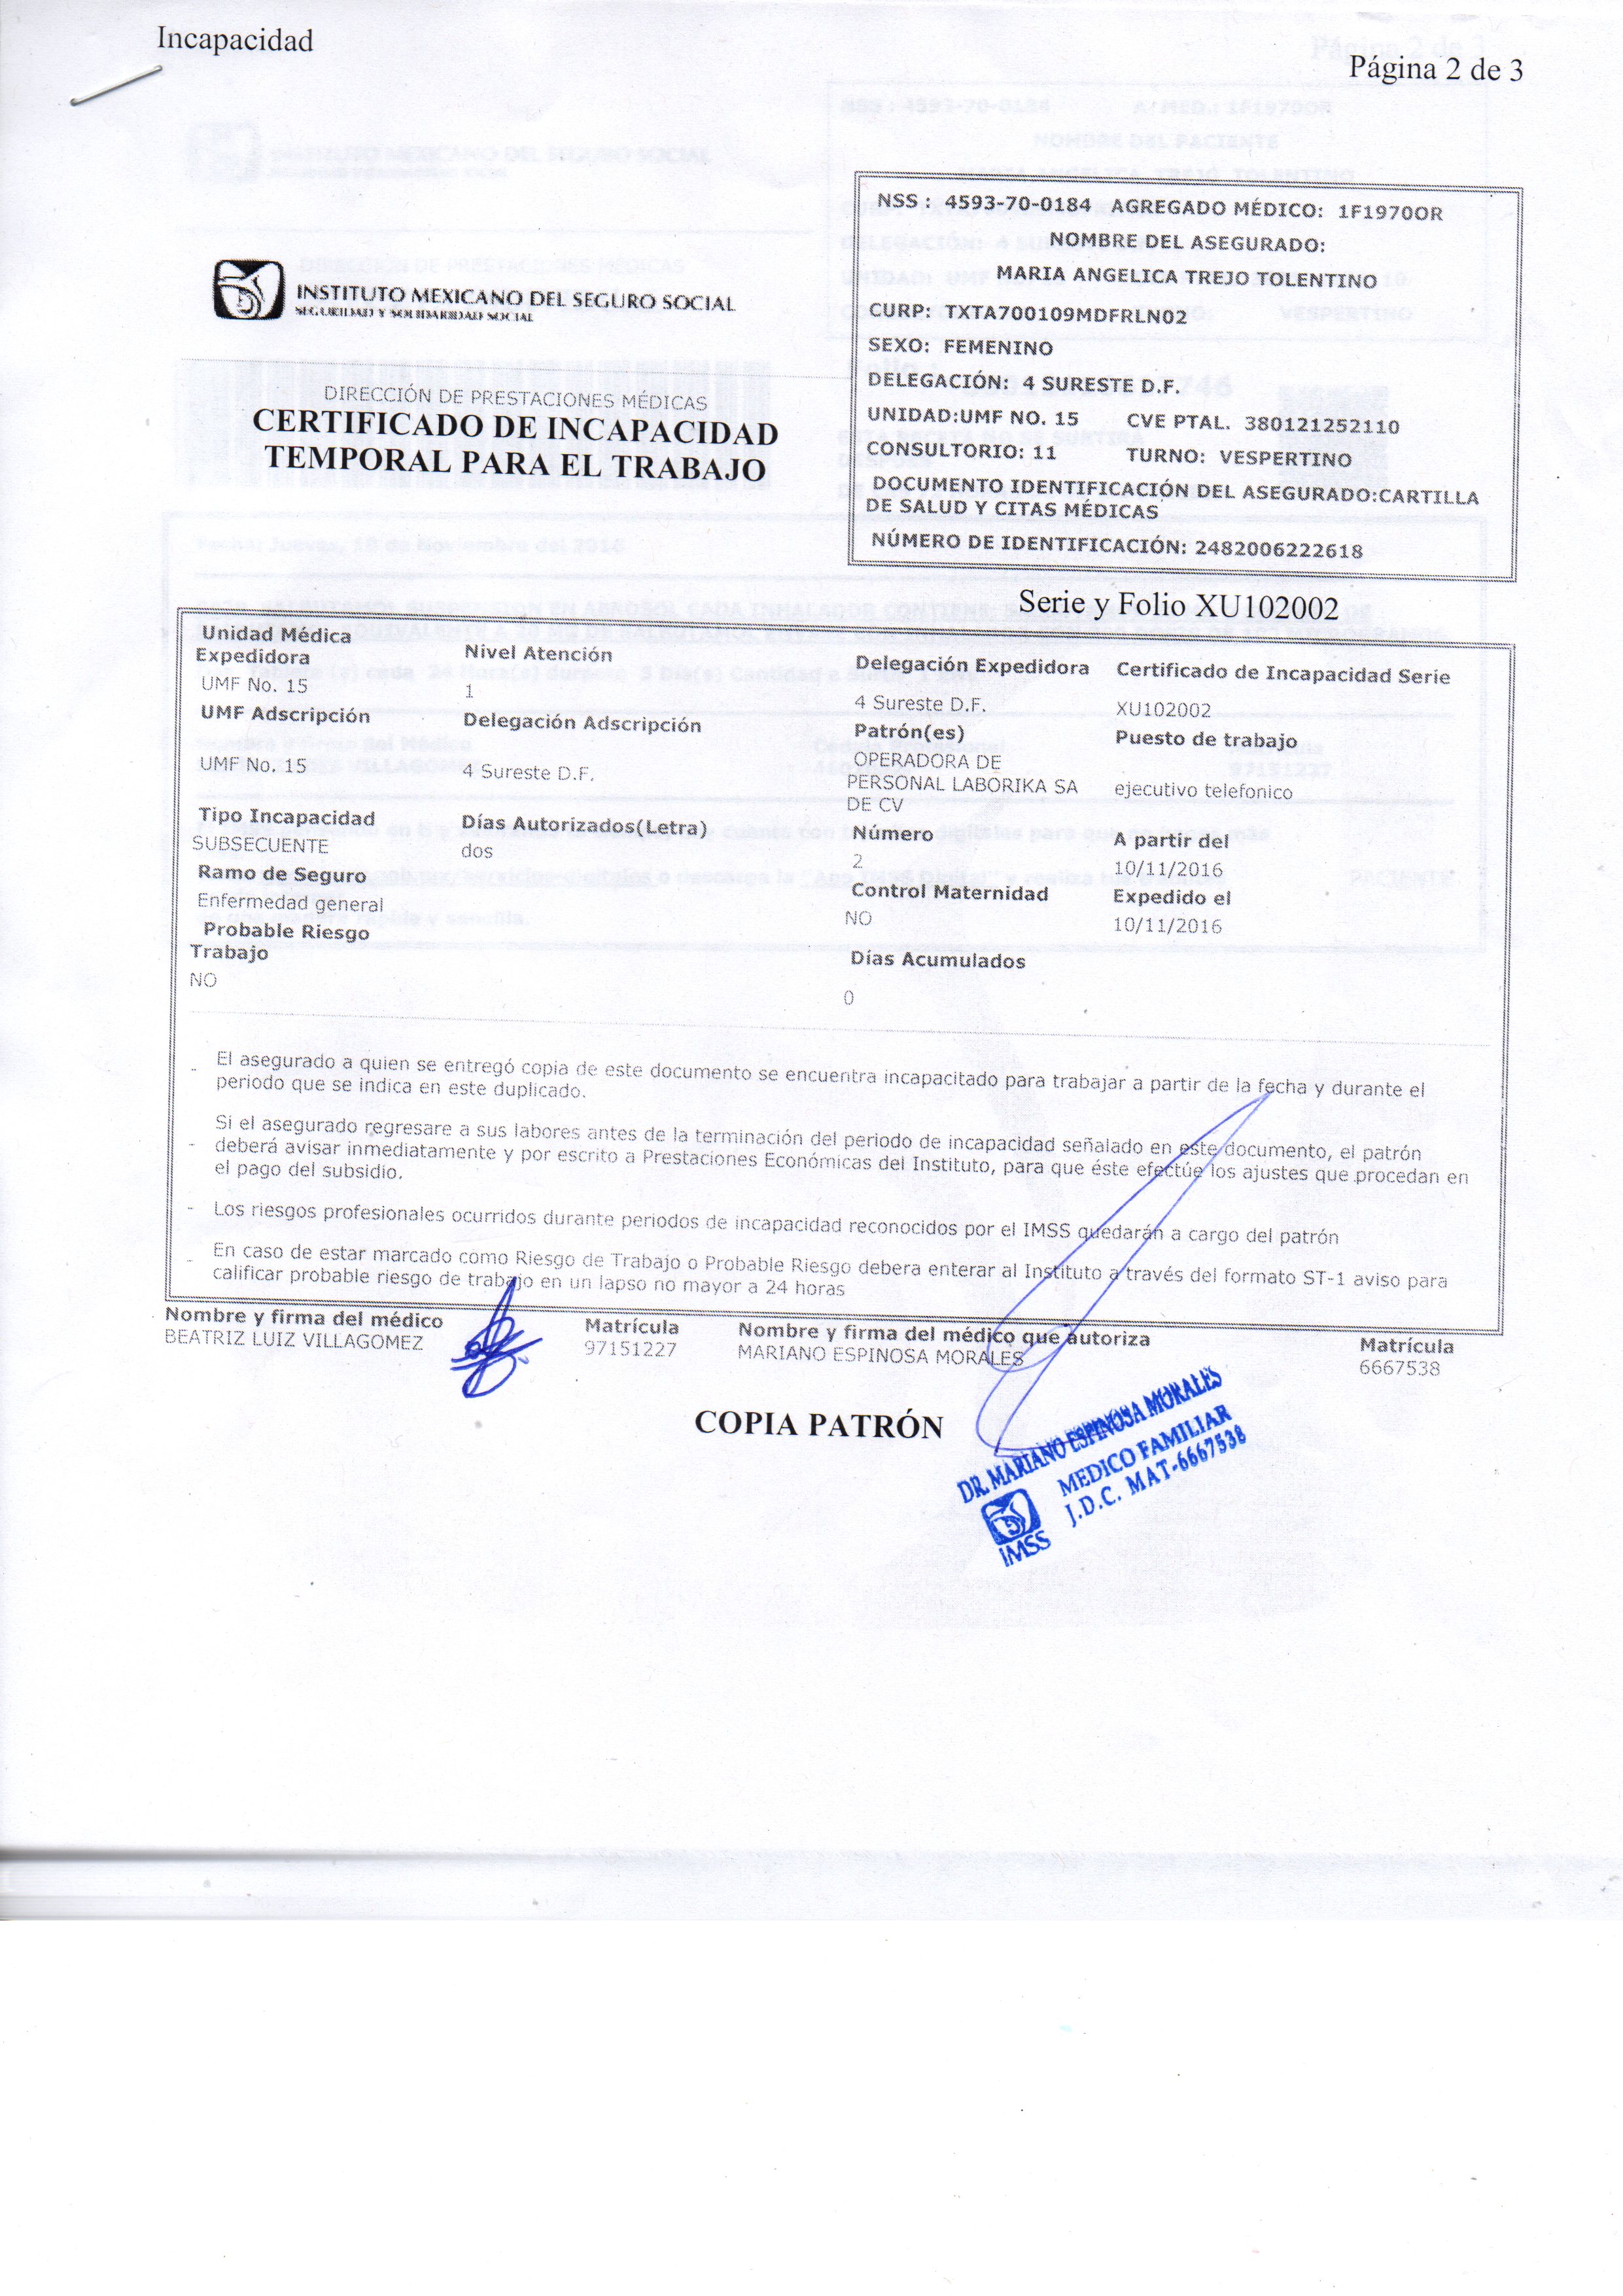 Incapacidad
Página 2 de 3
NSS : 4593-70-0184 AGREGADO MÉDICO: 1F1970OR
NOMBRE DEL ASEGURADO:
MARIA ANGELICA TREJO TOLENTINO
CURP: TXTA700109MDFRLN02
SEXO: FEMENINO
DELEGACIÓN: 4 SURESTE D.F.
UNIDAD:UMF NO. 15 CVE PTAL. 380121252110
CONSULTORIO: 11 TURNO: VESPERTINO
DOCUMENTO IDENTIFICACIÓN DEL ASEGURADO:CARTILLA
DE SALUD Y CITAS MÉDICAS
NÚMERO DE IDENTIFICACIÓN: 2482006222618
INSTITUTO MEXICANO DEL SEGURO SOCIAL
SEGURIDAD Y SOLIDARIDAD SOCIAL
DIRECCIÓN DE PRESTACIONES MÉDICAS
CERTIFICADO DE INCAPACIDAD
TEMPORAL PARA EL TRABAJO
Serie y Folio XU102002
Unidad Médica
Expedidora
Nivel Atención
Delegación Expedidora
Certificado de Incapacidad Serie
UMF No. 15
1
4 Sureste D.F.
XU102002
UMF Adscripción
Delegación Adscripción
Patrón(es)
Puesto de trabajo
UMF No. 15
4 Sureste D.F.
OPERADORA DE
PERSONAL LABORIKA SA
DE CV
ejecutivo telefonico
Tipo Incapacidad
Días Autorizados(Letra)
Número
A partir del
SUBSECUENTE
dos
2
10/11/2016
Ramo de Seguro
Control Maternidad
Expedido el
Enfermedad general
NO
10/11/2016
Probable Riesgo
Trabajo
Días Acumulados
NO
0
- El asegurado a quien se entregó copia de este documento se encuentra incapacitado para trabajar a partir de la fecha y durante el
periodo que se indica en este duplicado.
- Si el asegurado regresare a sus labores antes de la terminación del periodo de incapacidad señalado en este documento, el patrón
deberá avisar inmediatamente y por escrito a Prestaciones Económicas del Instituto, para que éste efectúe los ajustes que procedan en
el pago del subsidio.
- Los riesgos profesionales ocurridos durante periodos de incapacidad reconocidos por el IMSS quedarán a cargo del patrón
- En caso de estar marcado como Riesgo de Trabajo o Probable Riesgo debera enterar al Instituto a través del formato ST-1 aviso para
calificar probable riesgo de trabajo en un lapso no mayor a 24 horas
Nombre y firma del médico
Matrícula
Nombre y firma del médico que autoriza
Matrícula
BEATRIZ LUIZ VILLAGOMEZ
97151227
MARIANO ESPINOSA MORALES
6667538
COPIA PATRÓN
DR. MARIANO ESPINOSA MORALES
MEDICO FAMILIAR
J.D.C. MAT-6667538
IMSS